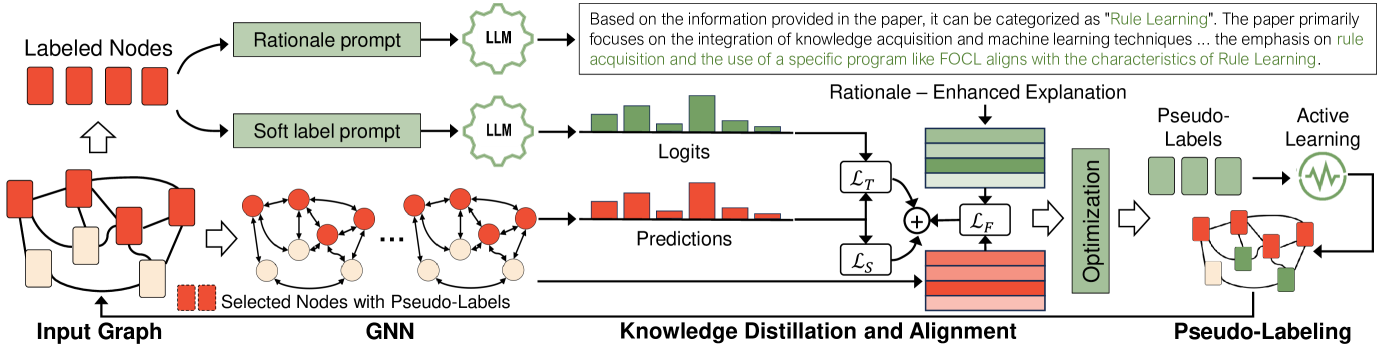 Based on the information provided in the paper, it can be categorized as "Rule Learning". The paper primarily
focuses on the integration of knowledge acquisition and machine learning techniques ... the emphasis on rule
acquisition and the use of a specific program like FOCL aligns with the characteristics of Rule Learning.
Labeled Nodes
Rationale prompt
LLM
Soft label prompt
LLM
Logits
Predictions
Rationale – Enhanced Explanation
ℒT
ℒS
+
ℒF
Optimization
Pseudo-
Labels
Active
Learning
...
Selected Nodes with Pseudo-Labels
Input Graph
GNN
Knowledge Distillation and Alignment
Pseudo-Labeling